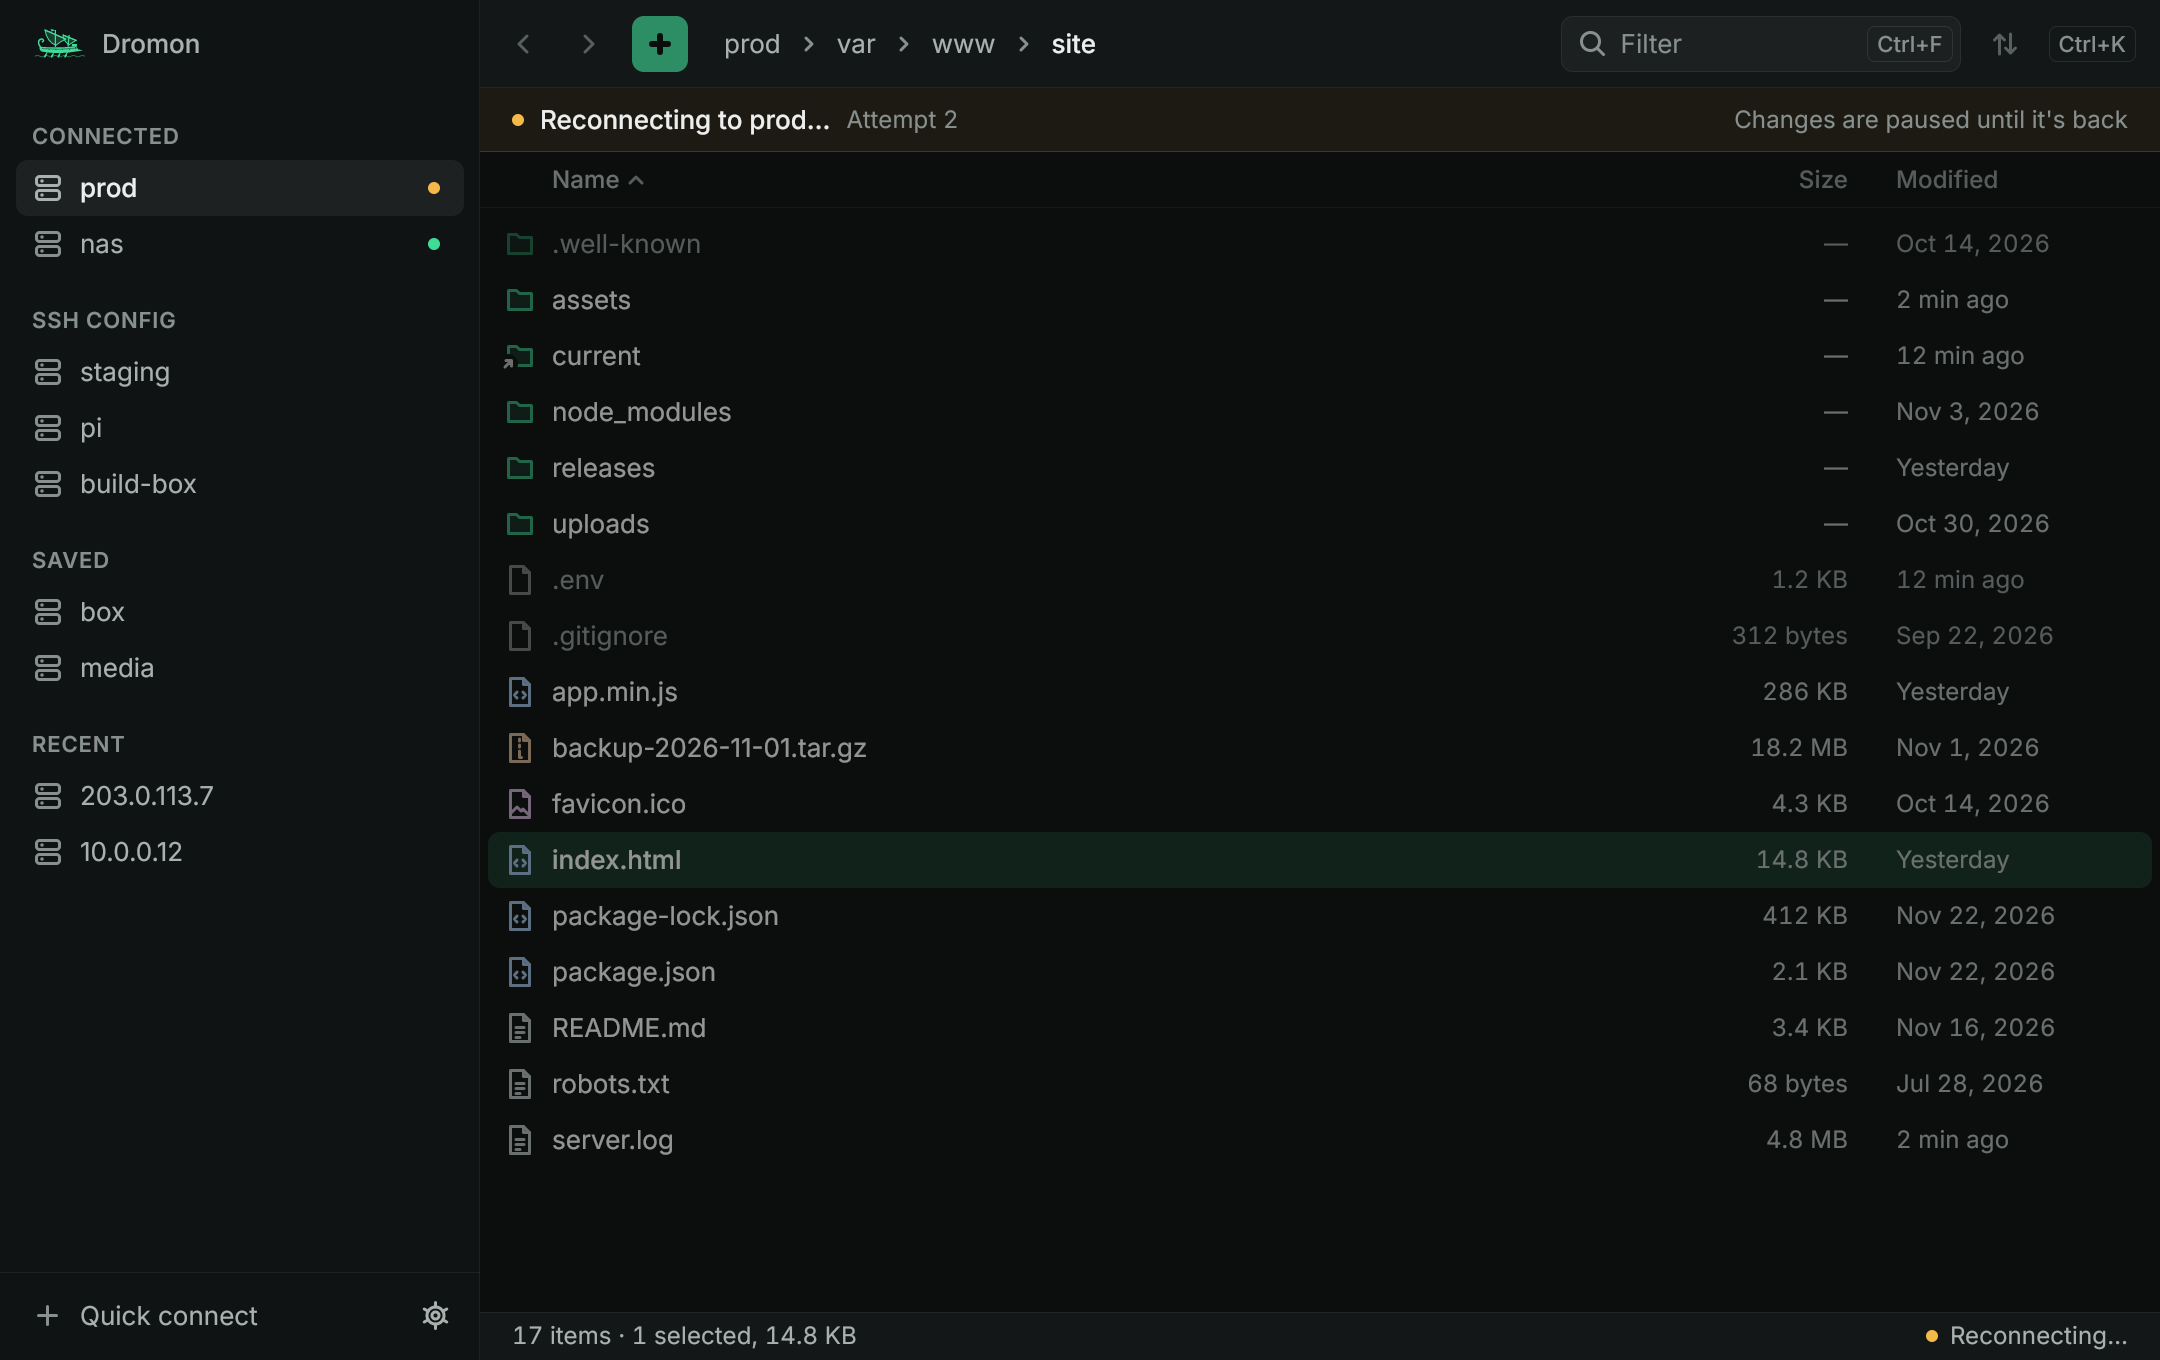 Dromon
CONNECTED
prod
nas
SSH CONFIG
staging
pi
build-box
SAVED
box
media
RECENT
203.0.113.7
10.0.0.12
Quick connect
prod var www site
Filter Ctrl+F Ctrl+K
Reconnecting to prod... Attempt 2 Changes are paused until it's back
Name Size Modified
.well-known — Oct 14, 2026
assets — 2 min ago
current — 12 min ago
node_modules — Nov 3, 2026
releases — Yesterday
uploads — Oct 30, 2026
.env 1.2 KB 12 min ago
.gitignore 312 bytes Sep 22, 2026
app.min.js 286 KB Yesterday
backup-2026-11-01.tar.gz 18.2 MB Nov 1, 2026
favicon.ico 4.3 KB Oct 14, 2026
index.html 14.8 KB Yesterday
package-lock.json 412 KB Nov 22, 2026
package.json 2.1 KB Nov 22, 2026
README.md 3.4 KB Nov 16, 2026
robots.txt 68 bytes Jul 28, 2026
server.log 4.8 MB 2 min ago
17 items · 1 selected, 14.8 KB Reconnecting...